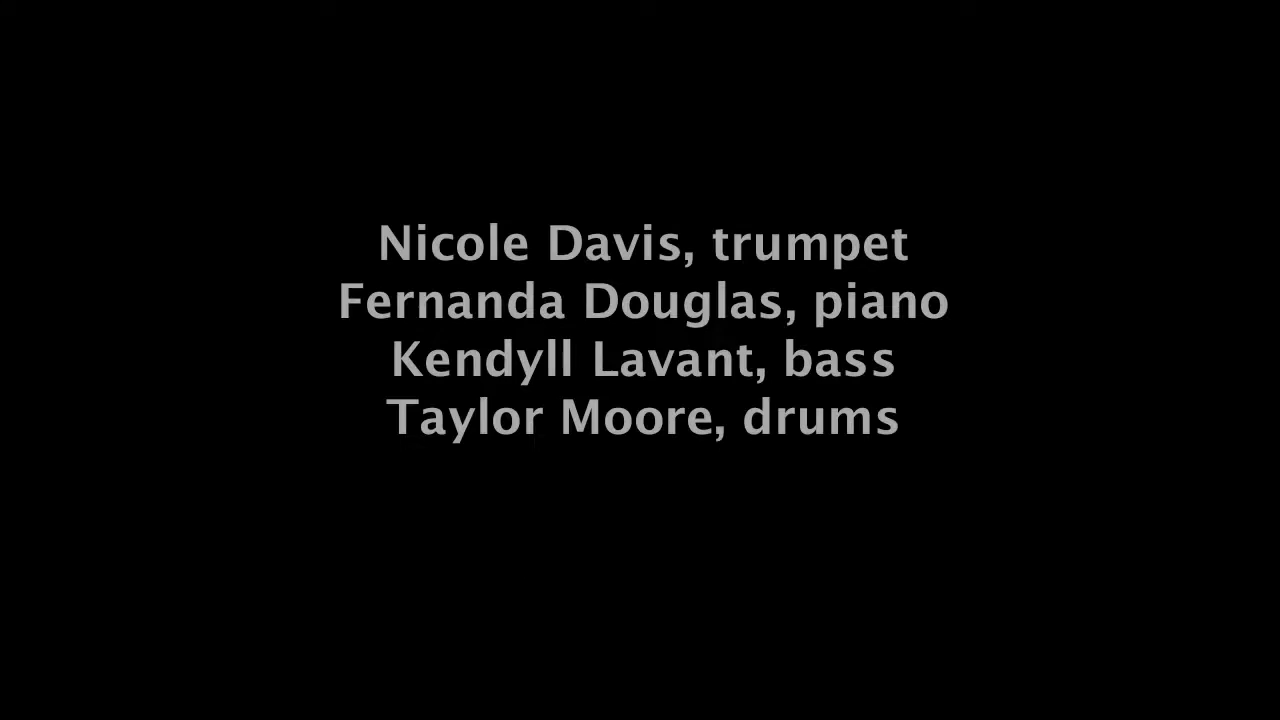 Nicole Davis, trumpet
Fernanda Douglas, piano
Kendyll Lavant, bass
Taylor Moore, drums